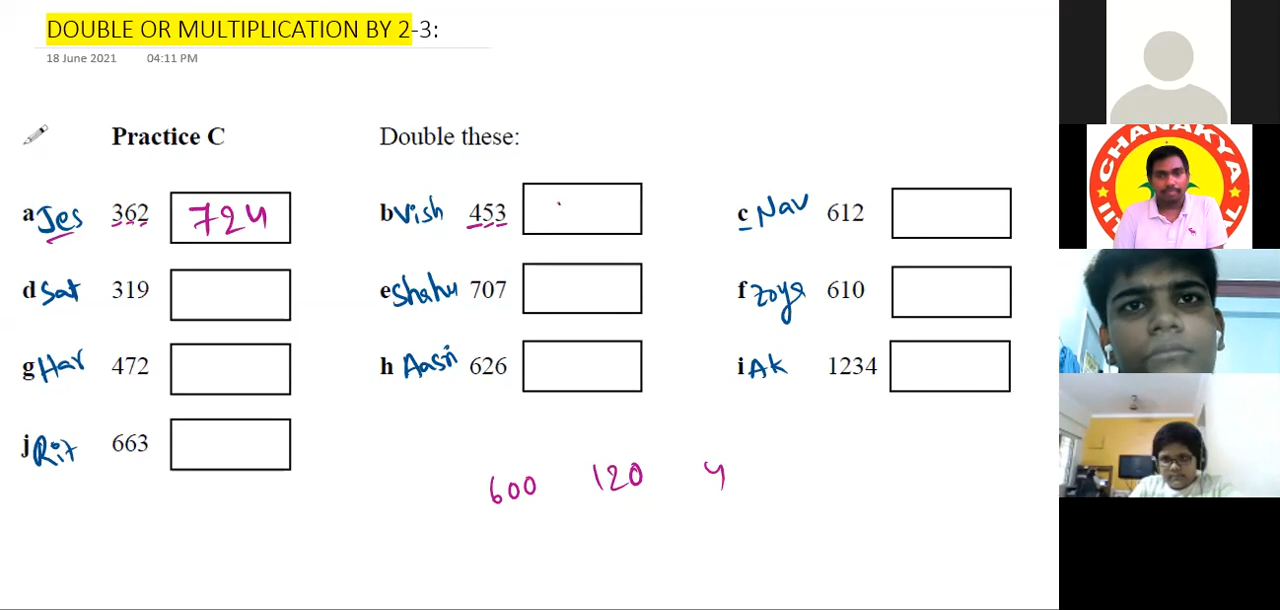 DOUBLE OR MULTIPLICATION BY 2-3:
18 June 2021 04:11 PM
Practice C Double these:
a Jes 362 724 b Vish 453 c Nav 612
d Sat 319 e Shahu 707 f Zoya 610
g Har 472 h Aasri 626 i Ak 1234
j Rit 663
600 120 4
CHANAKYA